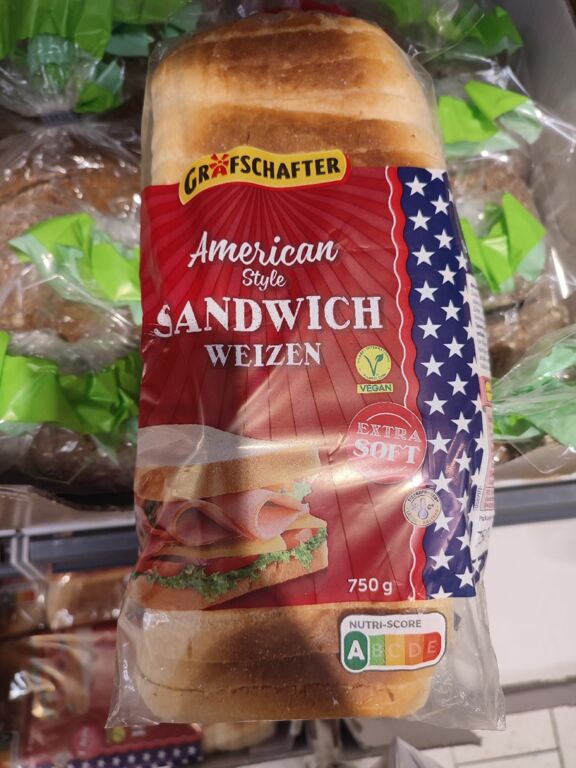 GRAFSCHAFTER
American
Style
SANDWICH
WEIZEN
VEGAN
EXTRA
SOFT
750 g
NUTRI-SCORE
A B C D E